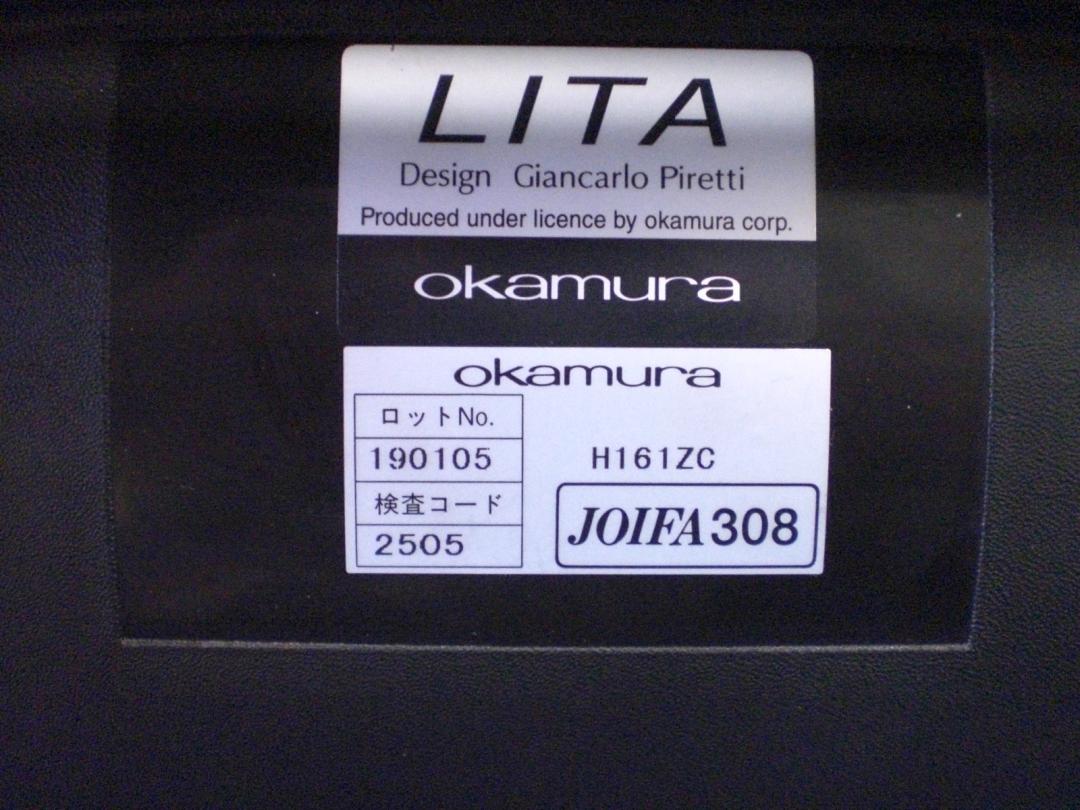 LITA
Design Giancarlo Piretti
Produced under licence by okamura corp.
okamura
okamura
ロットNo.
190105
H161ZC
検査コード
2505
JOIFA308